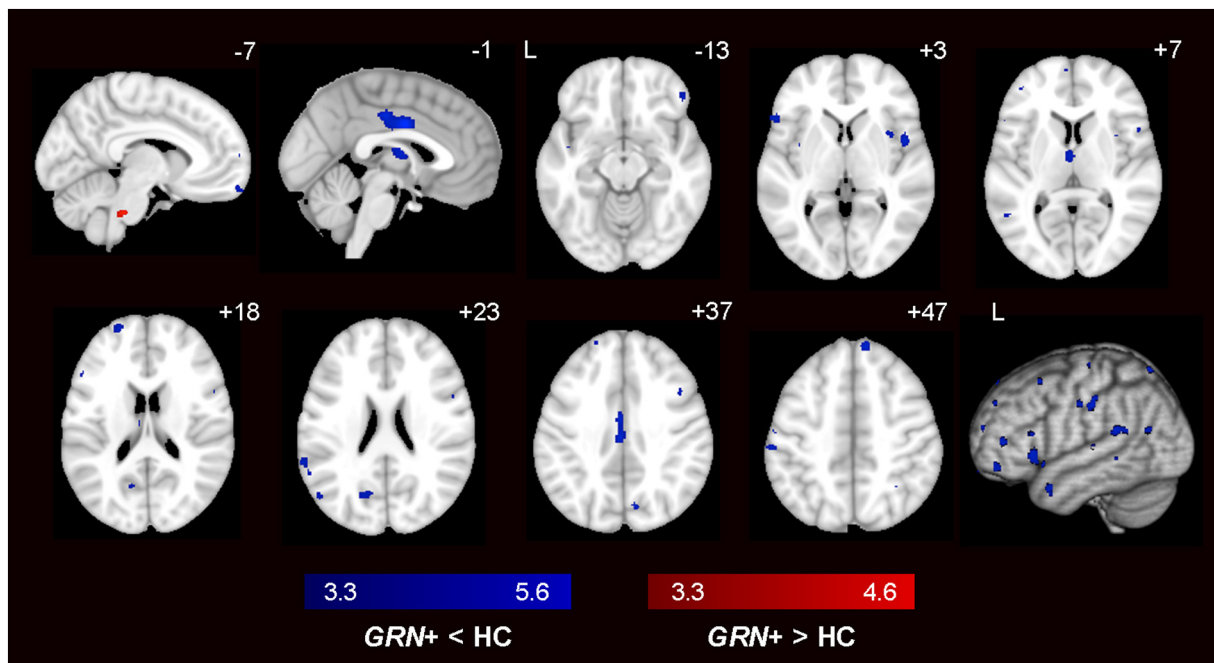 -7 -1 L -13 +3 +7
+18 +23 +37 +47 L
3.3 5.6 3.3 4.6
GRN+ < HC GRN+ > HC